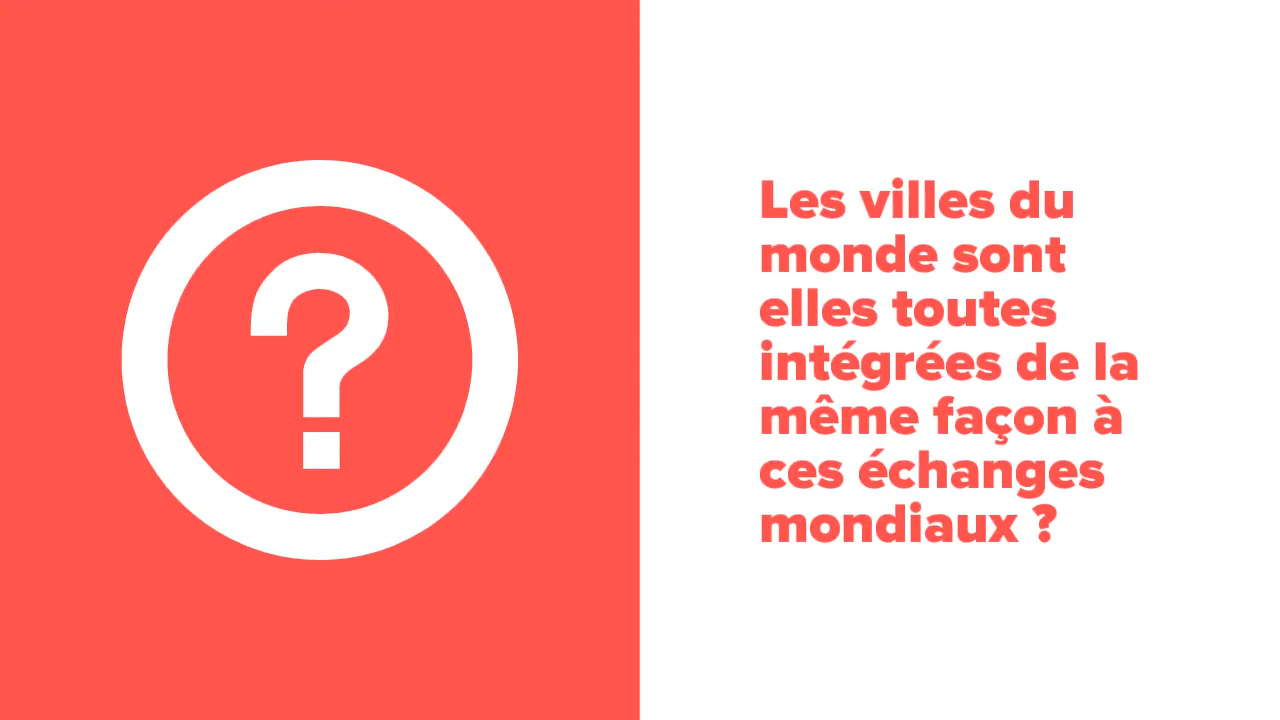 Les villes du
monde sont
elles toutes
intégrées de la
même façon à
ces échanges
mondiaux ?